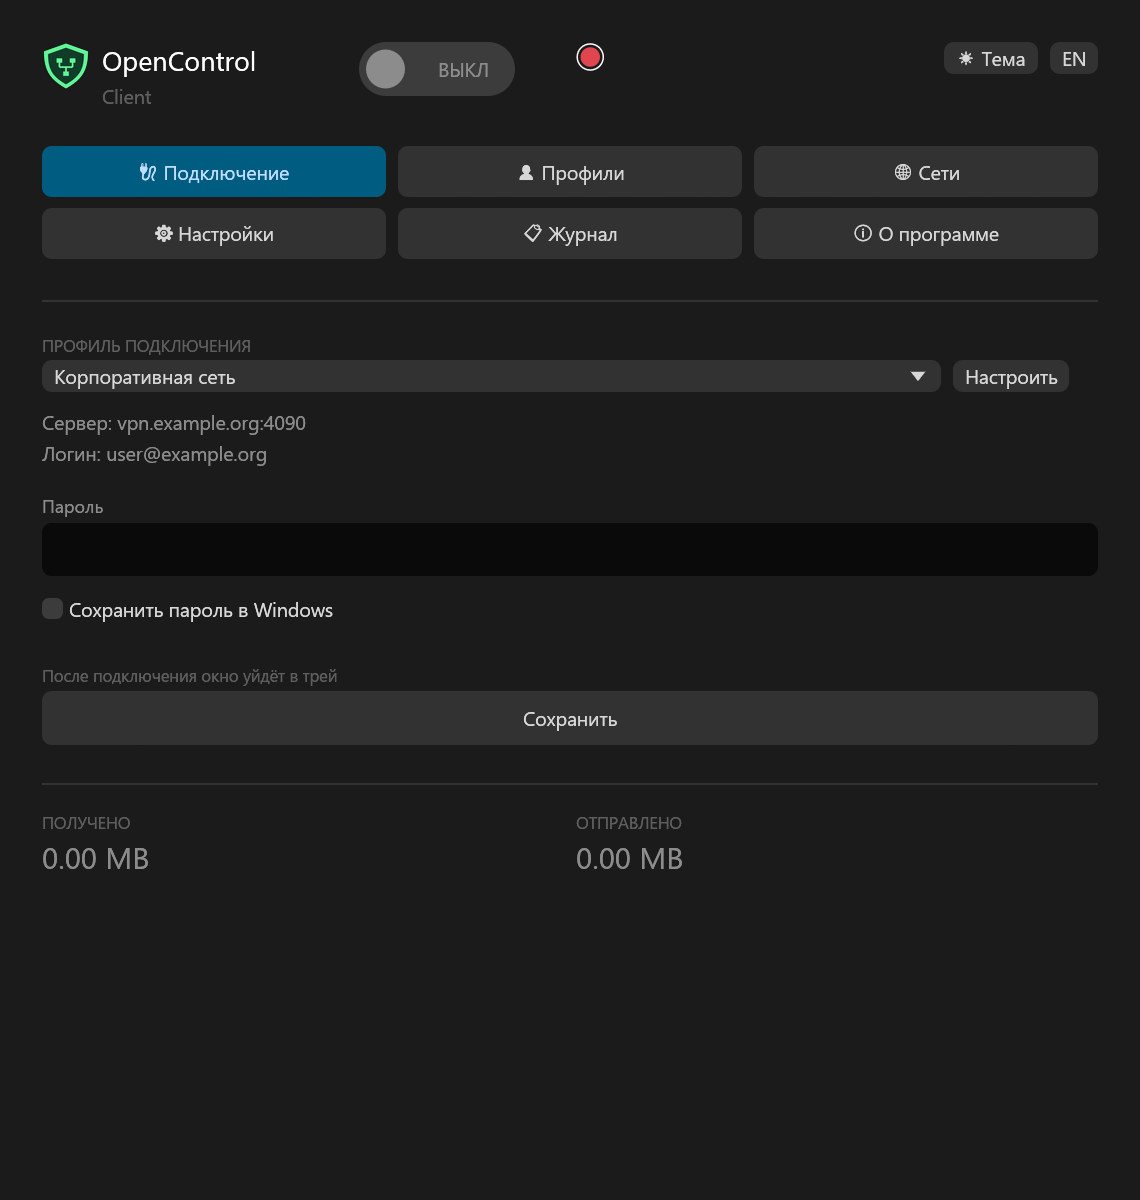 OpenControl
Client
ВЫКЛ
Тема
EN
Подключение
Профили
Сети
Настройки
Журнал
О программе
ПРОФИЛЬ ПОДКЛЮЧЕНИЯ
Корпоративная сеть
Настроить
Сервер: vpn.example.org:4090
Логин: user@example.org
Пароль
Сохранить пароль в Windows
После подключения окно уйдёт в трей
Сохранить
ПОЛУЧЕНО
0.00 MB
ОТПРАВЛЕНО
0.00 MB